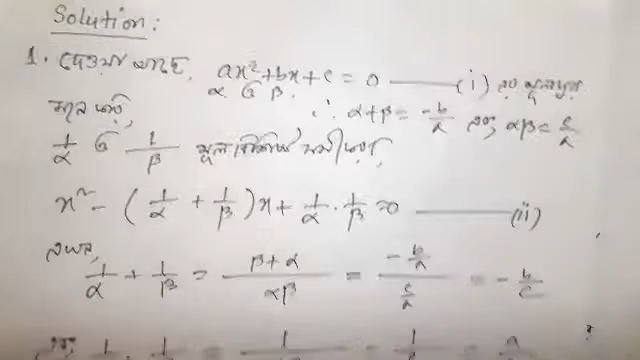 Solution:
1. দেওয়া আছে, ax²+bx+c = 0 ——— (i) এর মূলদ্বয়
α ও β. ∴ α+β = -b/a এবং αβ = c/a
1/α ও 1/β মূলবিশিষ্ট সমীকরণ,
x² - (1/α + 1/β)x + 1/α · 1/β = 0 ——— (ii)
এখন,
1/α + 1/β = β+α/αβ = -b/a / c/a = - b/c